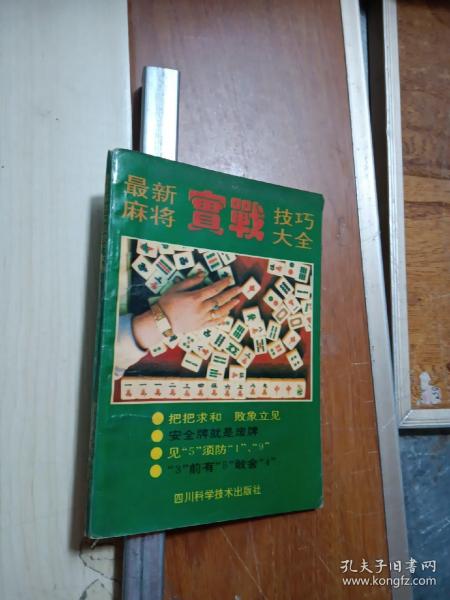 最新
麻将
實戰
技巧
大全
把把求和 败象立见
安全牌就是废牌
见“5”须防“1”、“9”
“3”前有“5”敢舍“4”
四川科学技术出版社
孔夫子旧书网
www.kongfz.com